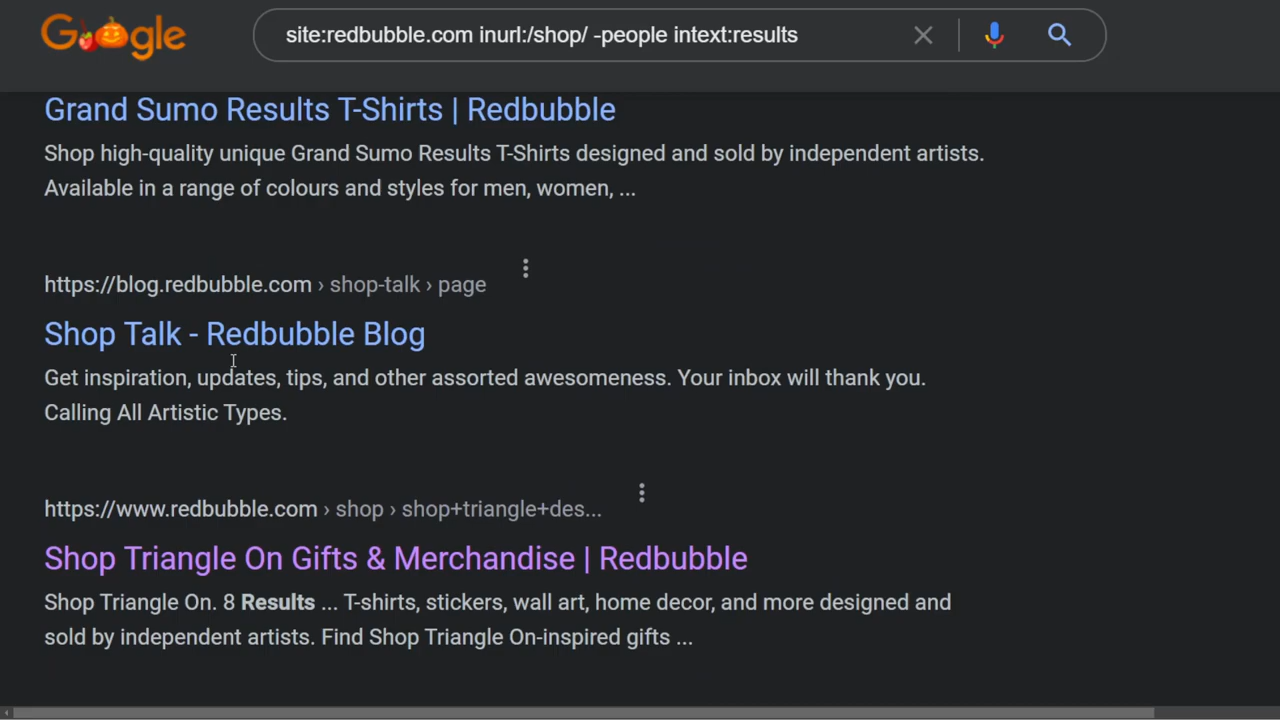 Google
site:redbubble.com inurl:/shop/ -people intext:results
Grand Sumo Results T-Shirts | Redbubble
Shop high-quality unique Grand Sumo Results T-Shirts designed and sold by independent artists.
Available in a range of colours and styles for men, women, ...
https://blog.redbubble.com › shop-talk › page
Shop Talk - Redbubble Blog
Get inspiration, updates, tips, and other assorted awesomeness. Your inbox will thank you.
Calling All Artistic Types.
https://www.redbubble.com › shop › shop+triangle+des...
Shop Triangle On Gifts & Merchandise | Redbubble
Shop Triangle On. 8 Results ... T-shirts, stickers, wall art, home decor, and more designed and
sold by independent artists. Find Shop Triangle On-inspired gifts ...